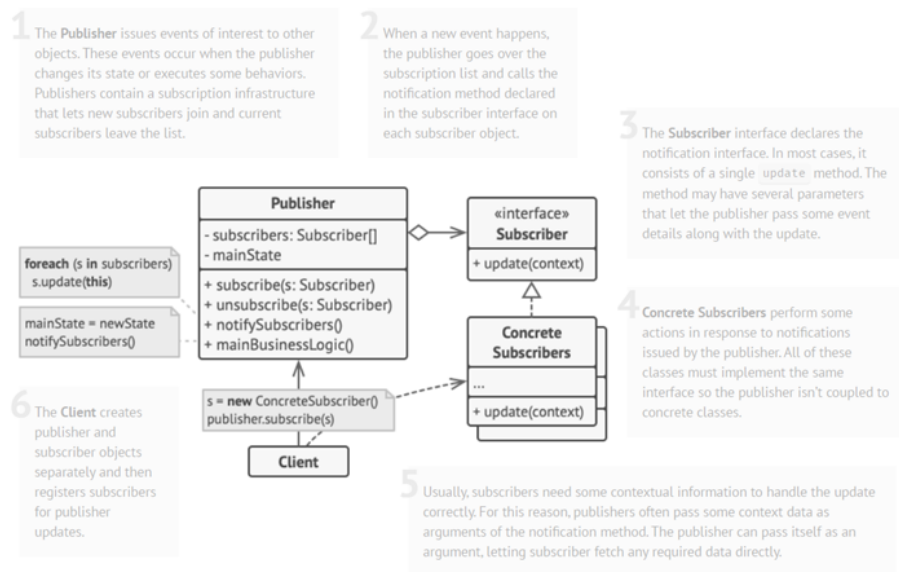 1
The Publisher issues events of interest to other
objects. These events occur when the publisher
changes its state or executes some behaviors.
Publishers contain a subscription infrastructure
that lets new subscribers join and current
subscribers leave the list.
2
When a new event happens,
the publisher goes over the
subscription list and calls the
notification method declared
in the subscriber interface on
each subscriber object.
3
The Subscriber interface declares the
notification interface. In most cases, it
consists of a single update method. The
method may have several parameters
that let the publisher pass some event
details along with the update.
Publisher
- subscribers: Subscriber[]
- mainState
+ subscribe(s: Subscriber)
+ unsubscribe(s: Subscriber)
+ notifySubscribers()
+ mainBusinessLogic()
«interface»
Subscriber
+ update(context)
foreach (s in subscribers)
s.update(this)
mainState = newState
notifySubscribers()
Concrete
Subscribers
...
+ update(context)
4
Concrete Subscribers perform some
actions in response to notifications
issued by the publisher. All of these
classes must implement the same
interface so the publisher isn't coupled to
concrete classes.
s = new ConcreteSubscriber()
publisher.subscribe(s)
Client
6
The Client creates
publisher and
subscriber objects
separately and then
registers subscribers
for publisher
updates.
5
Usually, subscribers need some contextual information to handle the update
correctly. For this reason, publishers often pass some context data as
arguments of the notification method. The publisher can pass itself as an
argument, letting subscriber fetch any required data directly.